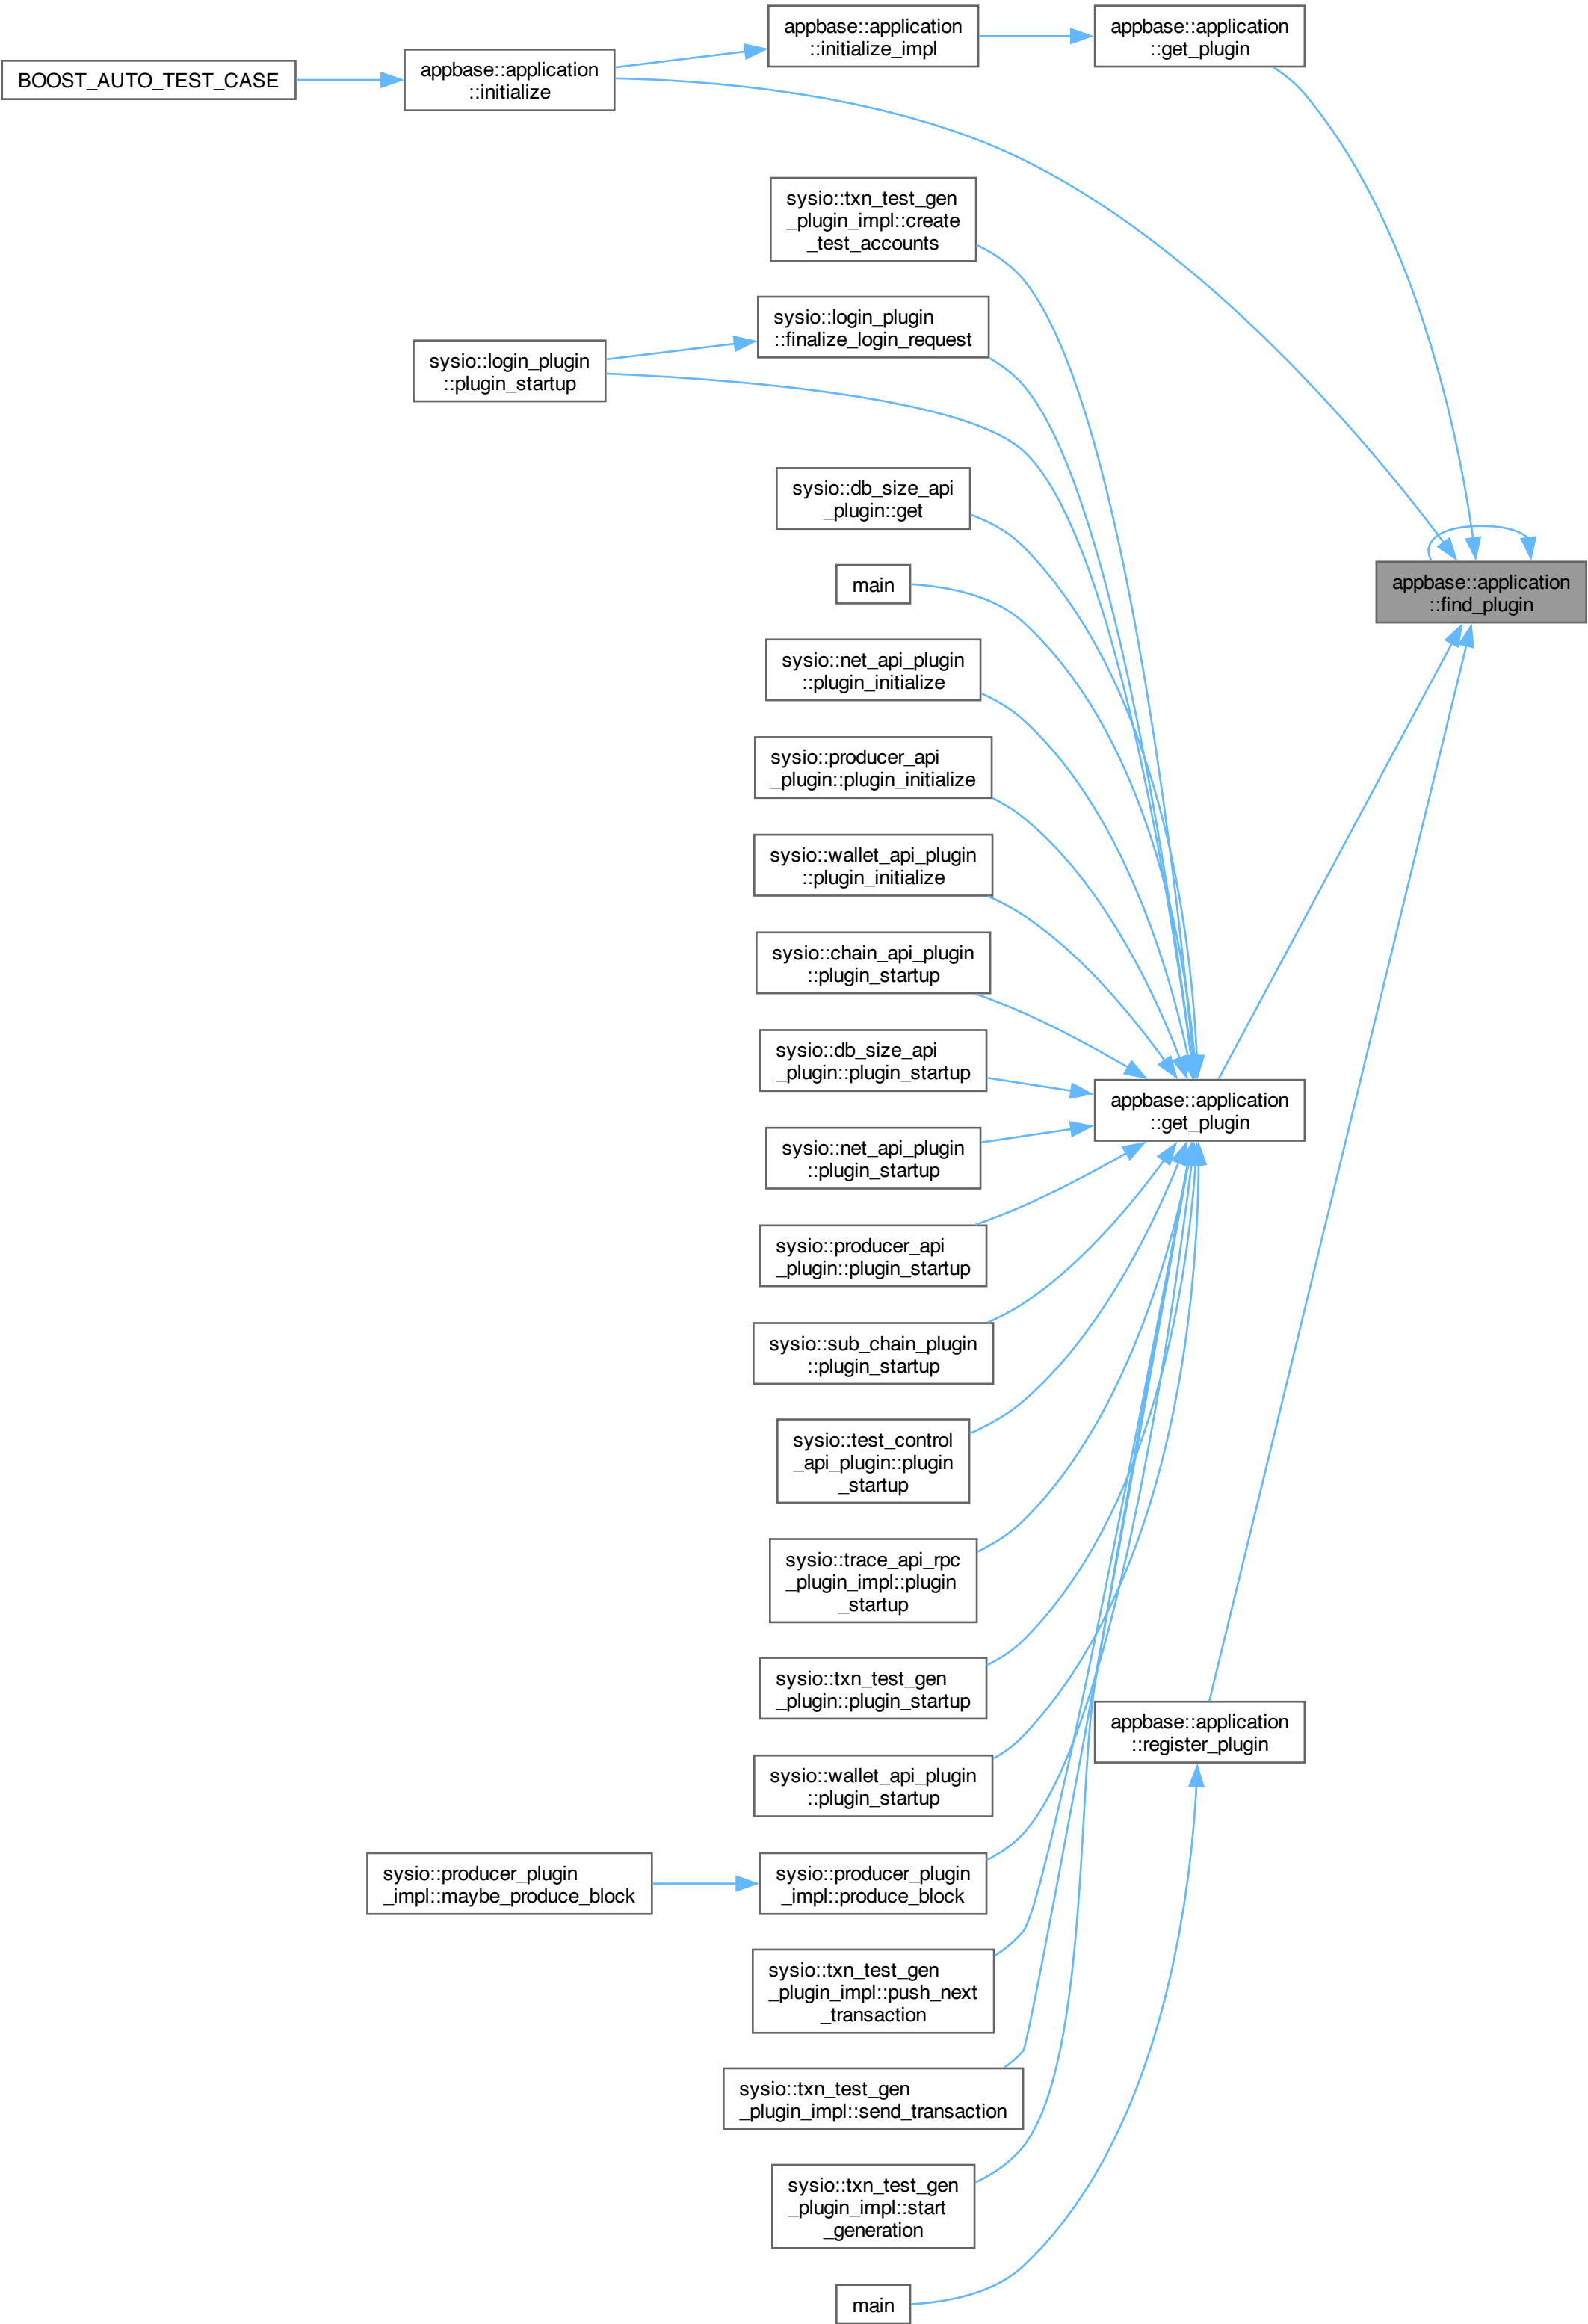 appbase::application
::initialize_impl
appbase::application
::get_plugin
BOOST_AUTO_TEST_CASE
appbase::application
::initialize
sysio::txn_test_gen
_plugin_impl::create
_test_accounts
sysio::login_plugin
::finalize_login_request
sysio::login_plugin
::plugin_startup
sysio::db_size_api
_plugin::get
main
appbase::application
::find_plugin
sysio::net_api_plugin
::plugin_initialize
sysio::producer_api
_plugin::plugin_initialize
sysio::wallet_api_plugin
::plugin_initialize
sysio::chain_api_plugin
::plugin_startup
sysio::db_size_api
_plugin::plugin_startup
appbase::application
::get_plugin
sysio::net_api_plugin
::plugin_startup
sysio::producer_api
_plugin::plugin_startup
sysio::sub_chain_plugin
::plugin_startup
sysio::test_control
_api_plugin::plugin
_startup
sysio::trace_api_rpc
_plugin_impl::plugin
_startup
sysio::txn_test_gen
_plugin::plugin_startup
appbase::application
::register_plugin
sysio::wallet_api_plugin
::plugin_startup
sysio::producer_plugin
_impl::maybe_produce_block
sysio::producer_plugin
_impl::produce_block
sysio::txn_test_gen
_plugin_impl::push_next
_transaction
sysio::txn_test_gen
_plugin_impl::send_transaction
sysio::txn_test_gen
_plugin_impl::start
_generation
main